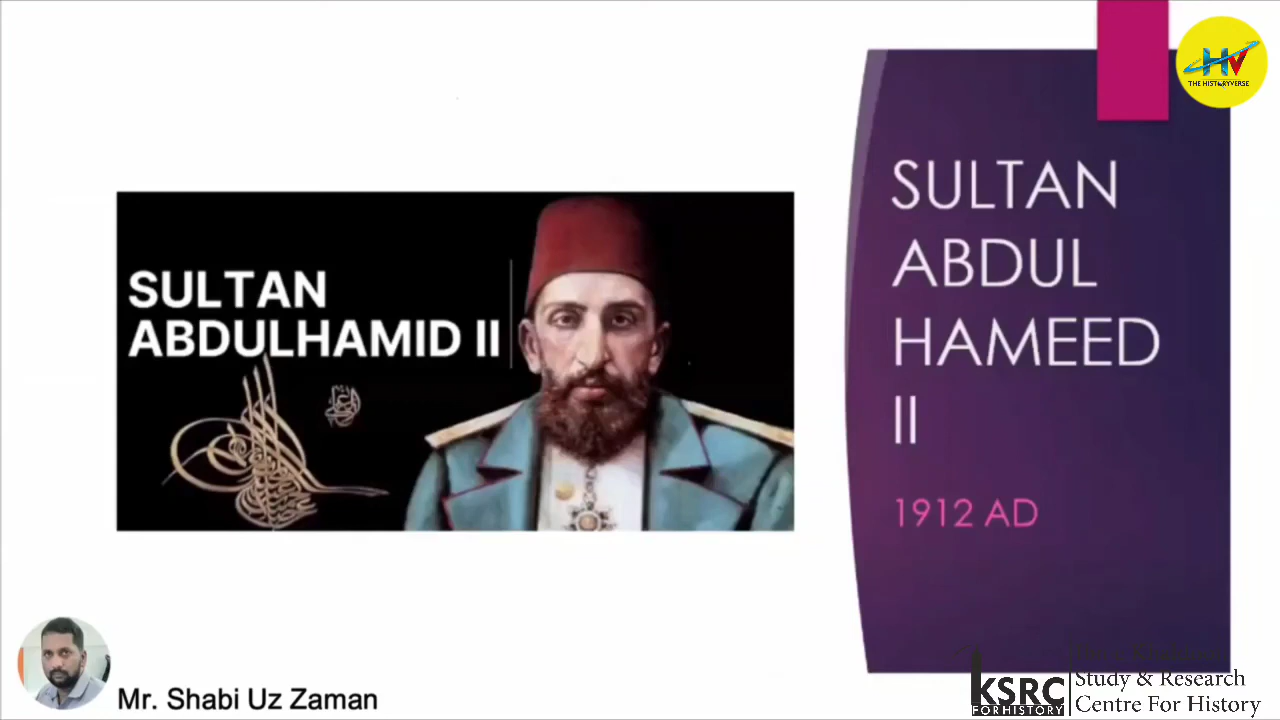 SULTAN
ABDULHAMID II
SULTAN
ABDUL
HAMEED
II
1912 AD
HV
THE HISTORYVERSE
Mr. Shabi Uz Zaman
KSRC
FOR HISTORY
Study & Research
Centre For History